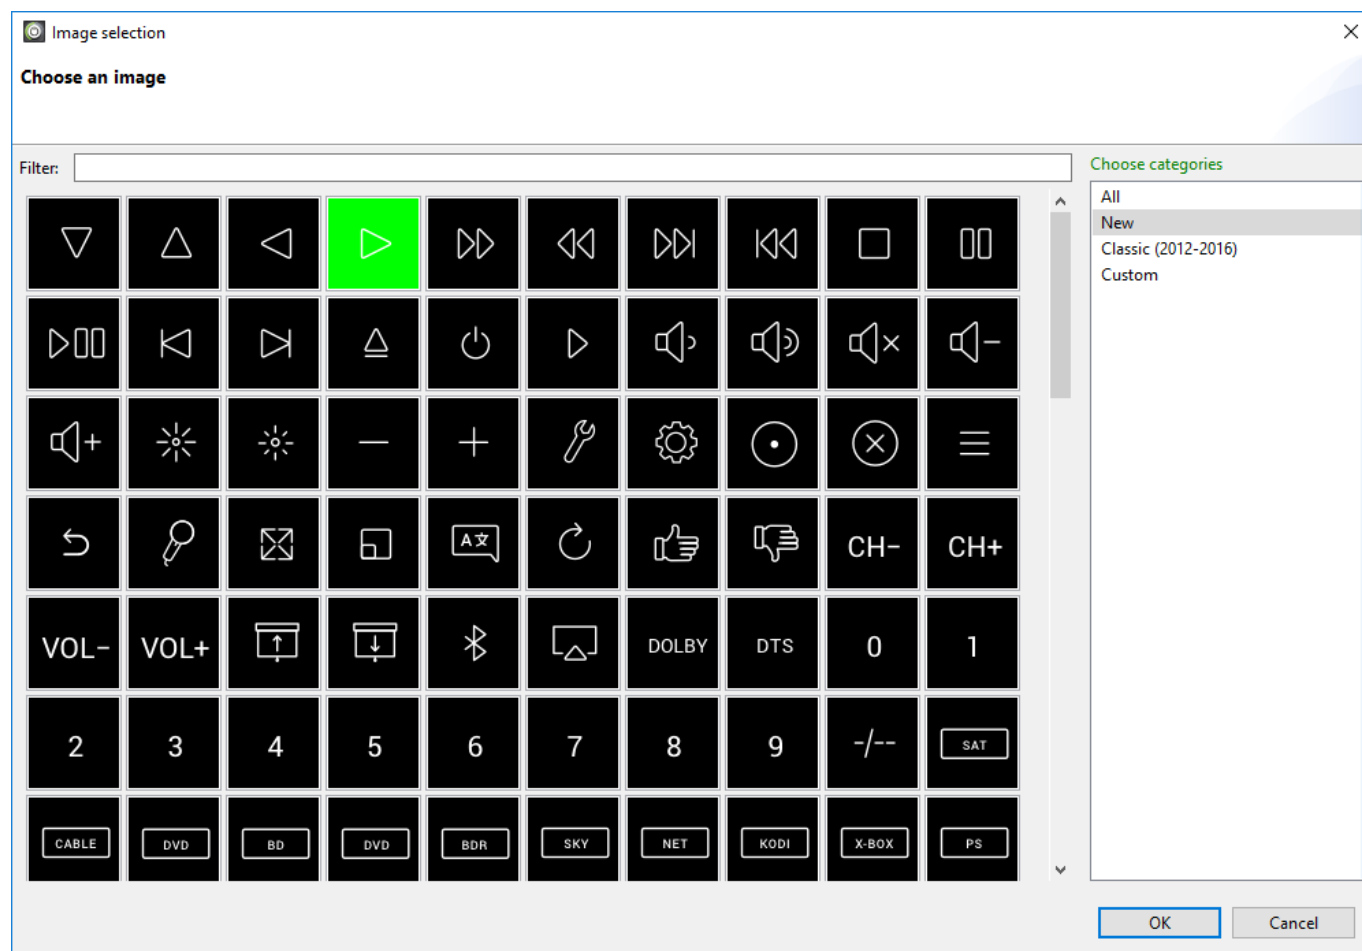 Image selection
Choose an image
Filter:
Choose categories
All
New
Classic (2012-2016)
Custom
A文
CH−
CH+
VOL−
VOL+
DOLBY
DTS
0
1
2
3
4
5
6
7
8
9
-/--
SAT
CABLE
DVD
BD
DVD
BDR
SKY
NET
KODI
X-BOX
PS
OK
Cancel